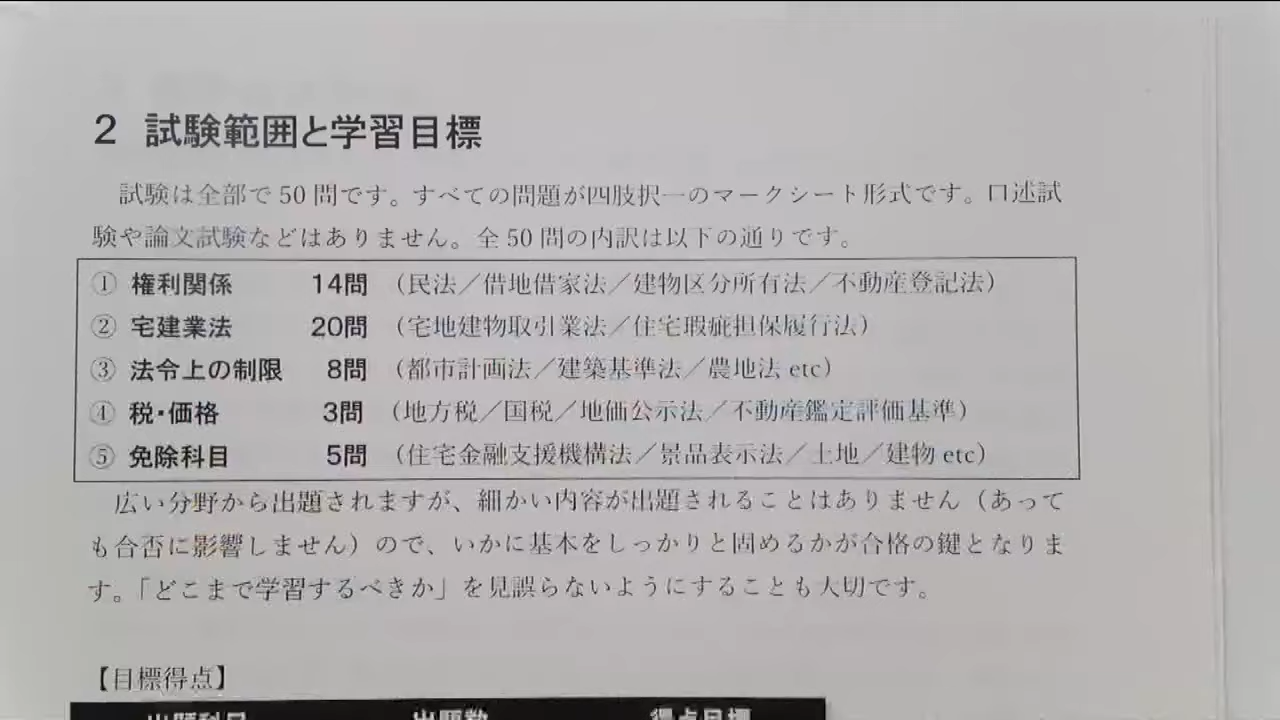 2 試験範囲と学習目標
試験は全部で50問です。すべての問題が四肢択一のマークシート形式です。口述試
験や論文試験などはありません。全50問の内訳は以下の通りです。
① 権利関係 14問 （民法／借地借家法／建物区分所有法／不動産登記法）
② 宅建業法 20問 （宅地建物取引業法／住宅瑕疵担保履行法）
③ 法令上の制限 8問 （都市計画法／建築基準法／農地法 etc）
④ 税・価格 3問 （地方税／国税／地価公示法／不動産鑑定評価基準）
⑤ 免除科目 5問 （住宅金融支援機構法／景品表示法／土地／建物 etc）
広い分野から出題されますが、細かい内容が出題されることはありません（あって
も合否に影響しません）ので、いかに基本をしっかりと固めるかが合格の鍵となりま
す。「どこまで学習するべきか」を見誤らないようにすることも大切です。
【目標得点】
出題科目 出題数 得点目標